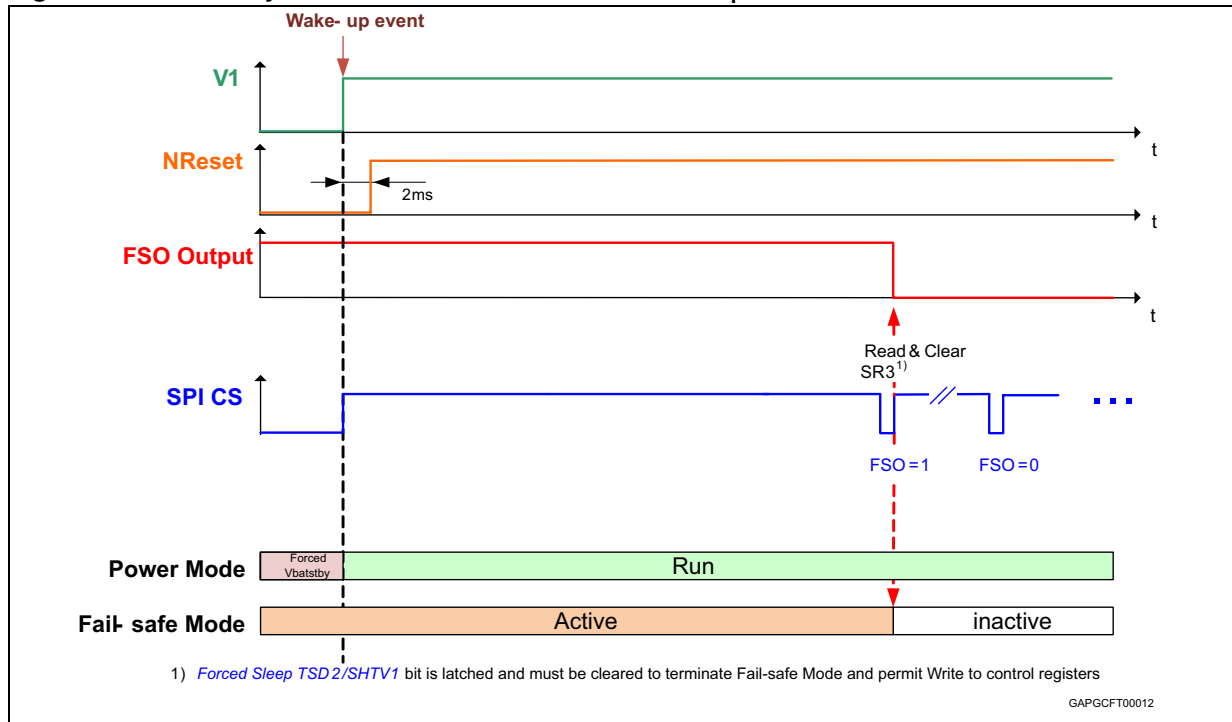 Wake- up event
V1
t
NReset
2ms
t
FSO Output
t
Read & Clear
SR3 1)
SPI CS
FSO=1
FSO=0
Power Mode
Forced
Vbatstby
Run
Fail- safe Mode
Active
inactive
1) Forced Sleep TSD2/SHTV1 bit is latched and must be cleared to terminate Fail-safe Mode and permit Write to control registers
GAPGCFT00012